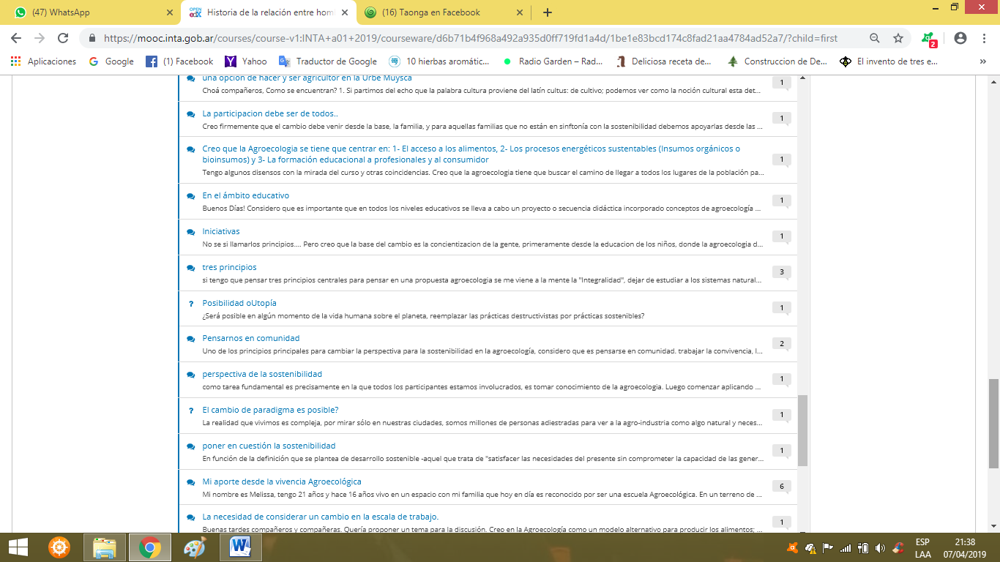 (47) WhatsApp
OPEN edX
Historia de la relación entre hom
(16) Taonga en Facebook
https://mooc.inta.gob.ar/courses/course-v1:INTA+a01+2019/courseware/d6b71b4f968a492a935d0ff719fd1a4d/1be1e83bcd174c8fad21aa4784ad52a7/?child=first
2
Aplicaciones
Google
(1) Facebook
Yahoo
Traductor de Google
10 hierbas aromátic...
Radio Garden – Rad...
Deliciosa receta de...
Construccion de De...
El invento de tres e...
»
una opcion de hacer y ser agricultor en la Urbe Muysca
1
Choá compañeros, Como se encuentran? 1. Si partimos del echo que la palabra cultura proviene del latín cultus: de cultivo; podemos ver como la noción cultural esta det...
La participacion debe ser de todos..
1
Creo firmemente que el cambio debe venir desde la base, la familia, y para aquellas familias que no están en sinftonía con la sostenibilidad debemos apoyarlas desde las ...
Creo que la Agroecologia se tiene que centrar en: 1- El acceso a los alimentos, 2- Los procesos energéticos sustentables (Insumos orgánicos o
bioinsumos) y 3- La formación educacional a profesionales y al consumidor
1
Tengo algunos disensos con la mirada del curso y otras coincidencias. Creo que la agroecologia tiene que buscar el camino de llegar a todos los lugares de la población pa...
En el ámbito educativo
1
Buenos Días! Considero que es importante que en todos los niveles educativos se lleva a cabo un proyecto o secuencia didáctica incorporado conceptos de agroecología ...
Iniciativas
1
No se si llamarlos principios.... Pero creo que la base del cambio es la concientizacion de la gente, primeramente desde la educacion de los niños, donde la agroecologia d...
tres principios
3
si tengo que pensar tres principios centrales para pensar en una propuesta agroecologia se me viene a la mente la "Integralidad", dejar de estudiar a los sistemas natural...
? Posibilidad oUtopía
1
¿Será posible en algún momento de la vida humana sobre el planeta, reemplazar las prácticas destructivistas por prácticas sostenibles?
Pensarnos en comunidad
2
Uno de los principios principales para cambiar la perspectiva para la sostenibilidad en la agroecología, considero que es pensarse en comunidad. trabajar la convivencia, l...
perspectiva de la sostenibilidad
1
como tarea fundamental es precisamente en la que todos los participantes estamos involucrados, es tomar conocimiento de la agroecologia. Luego comenzar aplicando ...
? El cambio de paradigma es posible?
1
La realidad que vivimos es compleja, por mirar sólo en nuestras ciudades, somos millones de personas adiestradas para ver a la agro-industria como algo natural y neces...
poner en cuestión la sostenibilidad
1
En función de la definición que se plantea de desarrollo sostenible -aquel que trata de "satisfacer las necesidades del presente sin comprometer la capacidad de las gener...
Mi aporte desde la vivencia Agroecológica
6
Mi nombre es Melissa, tengo 21 años y hace 16 años vivo en un espacio con mi familia que hoy en día es reconocido por ser una escuela Agroecológica. En un terreno de ...
La necesidad de considerar un cambio en la escala de trabajo.
1
Buenas tardes compañeros y compañeras. Quería proponer un tema para la discusión. Creo en la Agroecología como un modelo alternativo para producir los alimentos; ...
ESP
LAA
21:38
07/04/2019